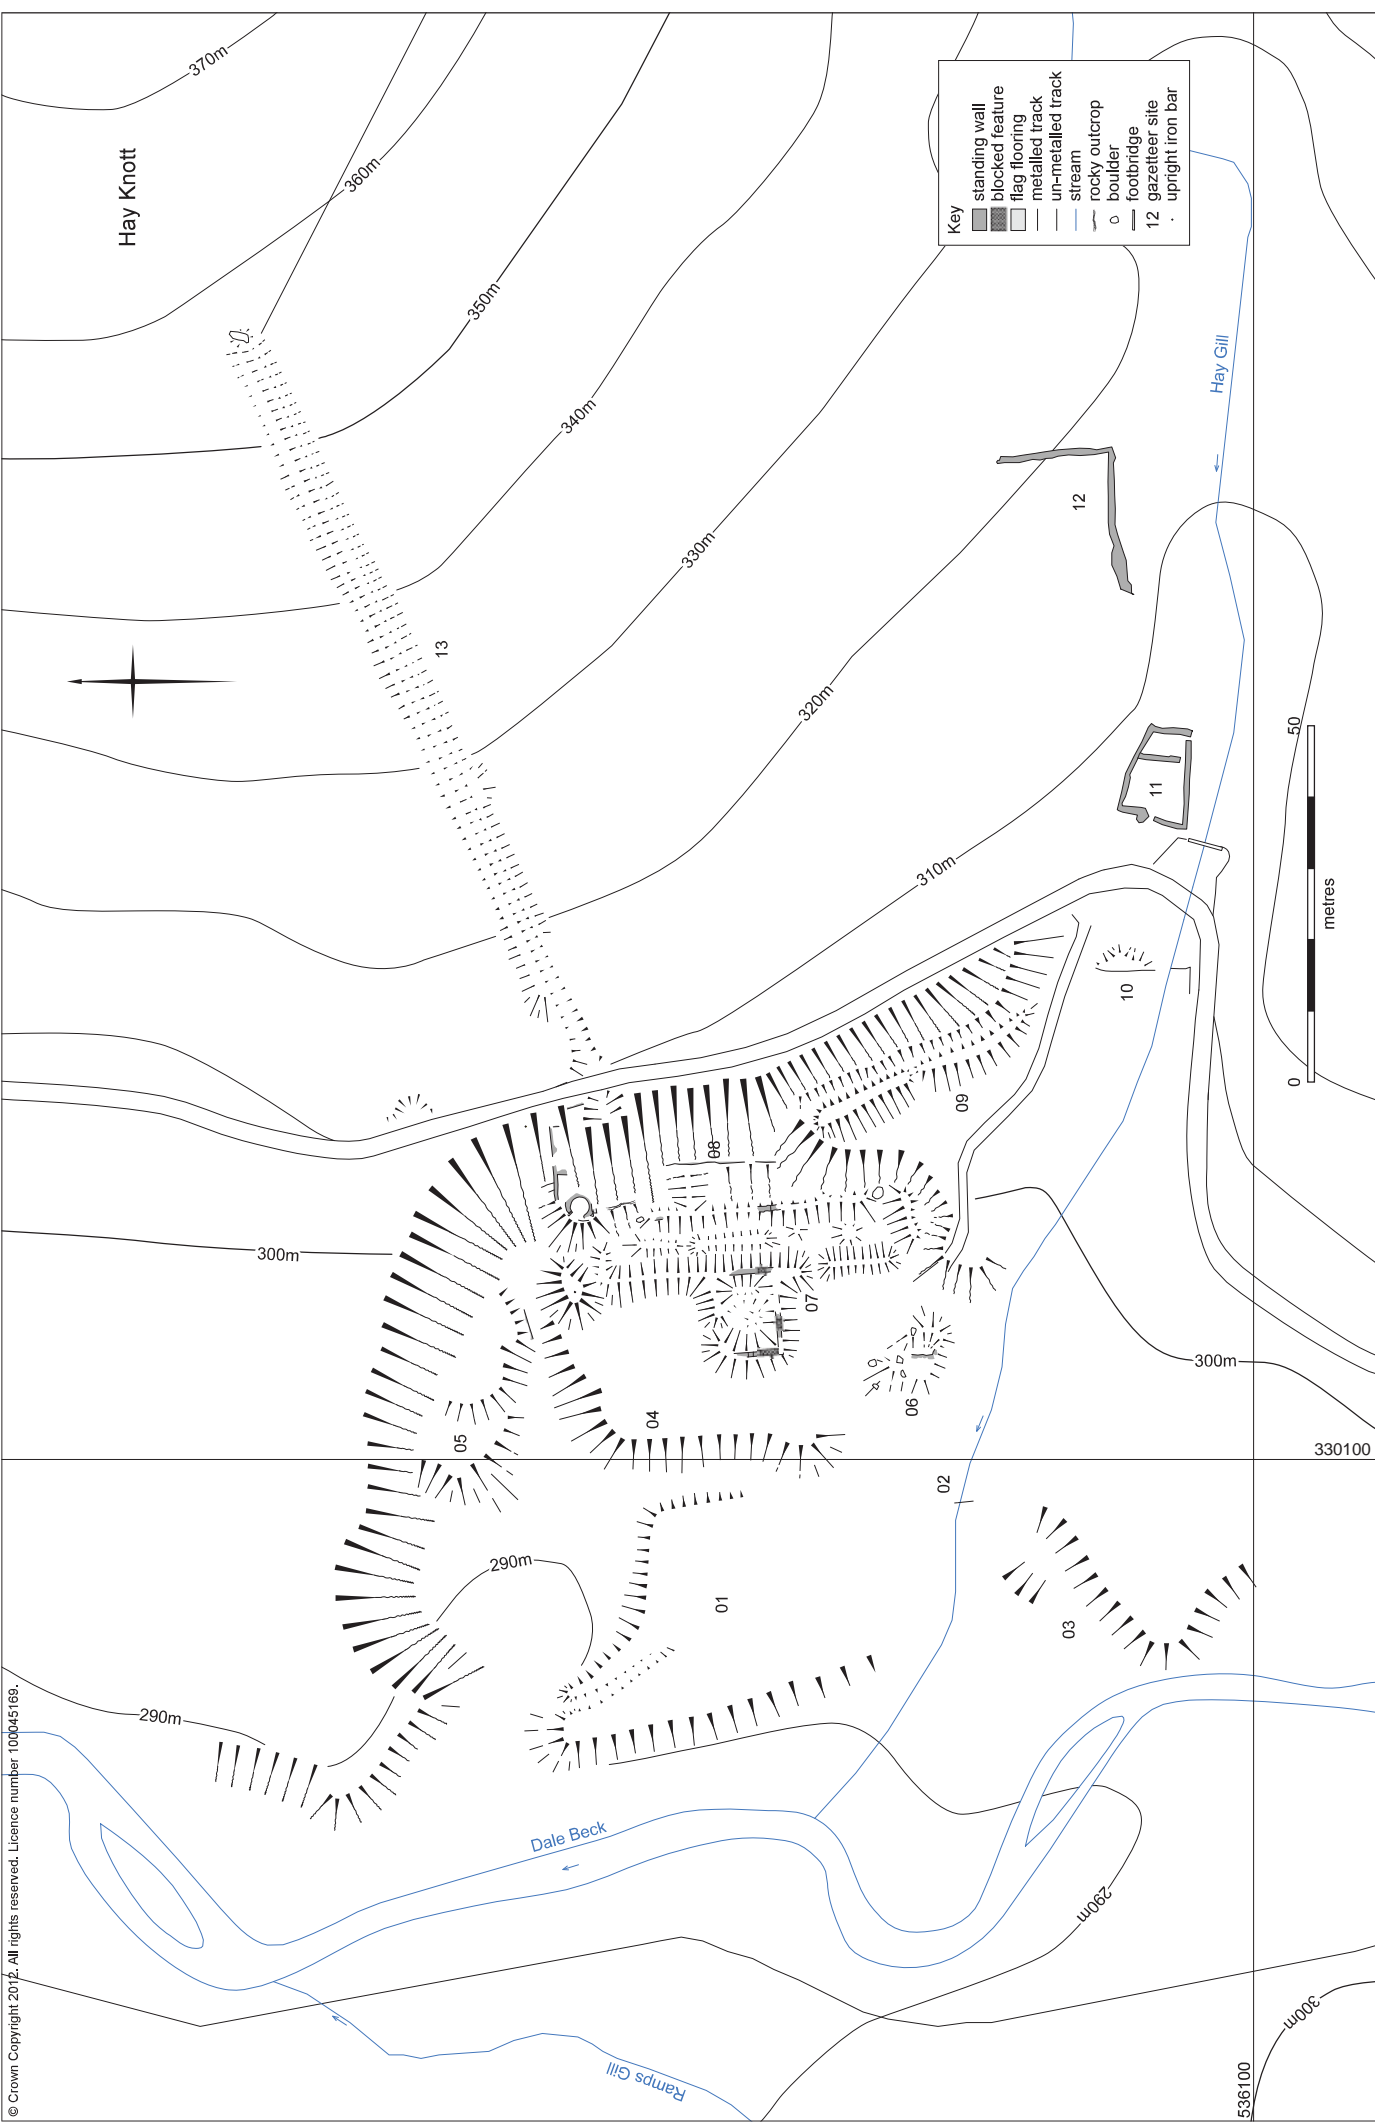 370m
Hay Knott
360m
350m
340m
330m
320m
310m
300m
300m
290m
290m
290m
300m
Key
standing wall
blocked feature
flag flooring
metalled track
un-metalled track
stream
rocky outcrop
boulder
footbridge
12 gazetteer site
upright iron bar
Hay Gill
12
13
11
10
09
08
07
06
05
04
03
02
01
0
50
metres
330100
536100
Dale Beck
Ramps Gill
© Crown Copyright 2012. All rights reserved. Licence number 100045169.